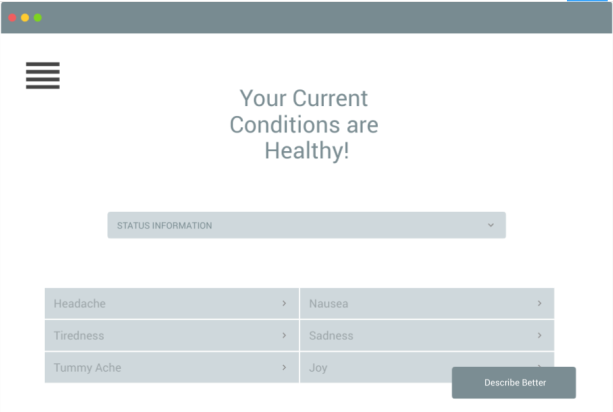 Your Current
Conditions are
Healthy!
STATUS INFORMATION
Headache
Nausea
Tiredness
Sadness
Tummy Ache
Joy
Describe Better